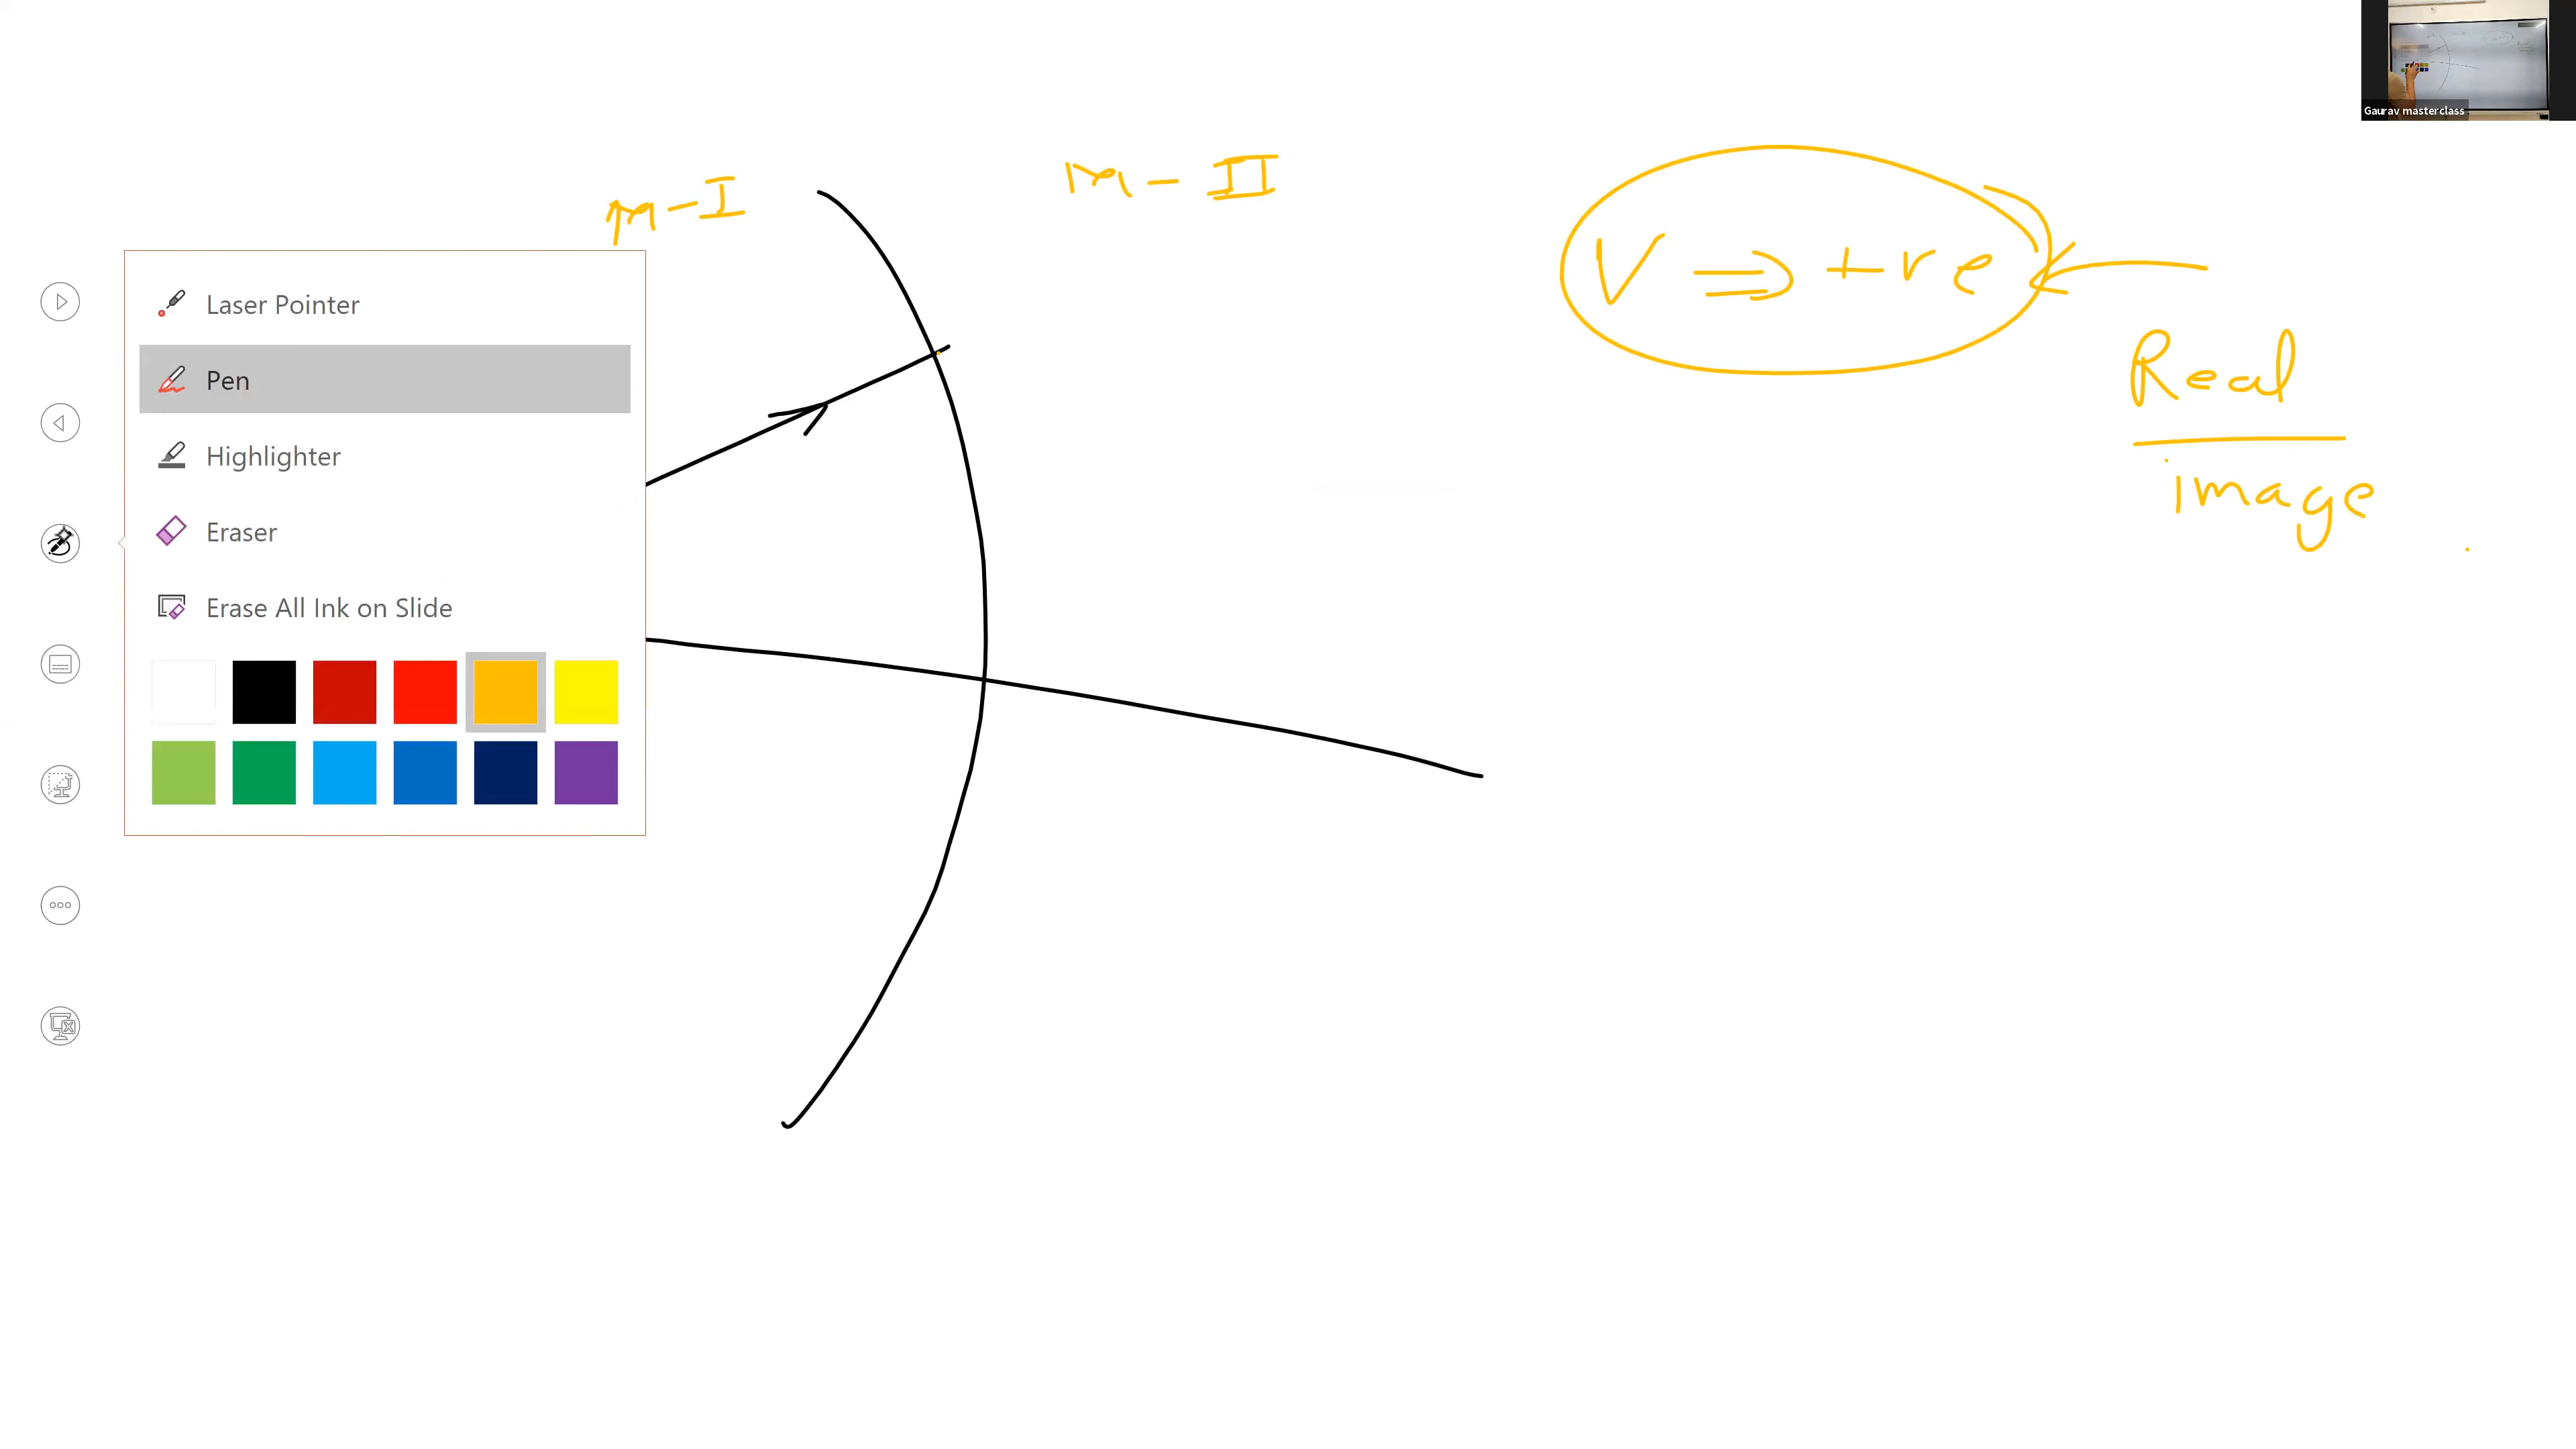 Gaurav masterclass
m - I
m - II
V ⇒ +ve
Real
image
Laser Pointer
Pen
Highlighter
Eraser
Erase All Ink on Slide